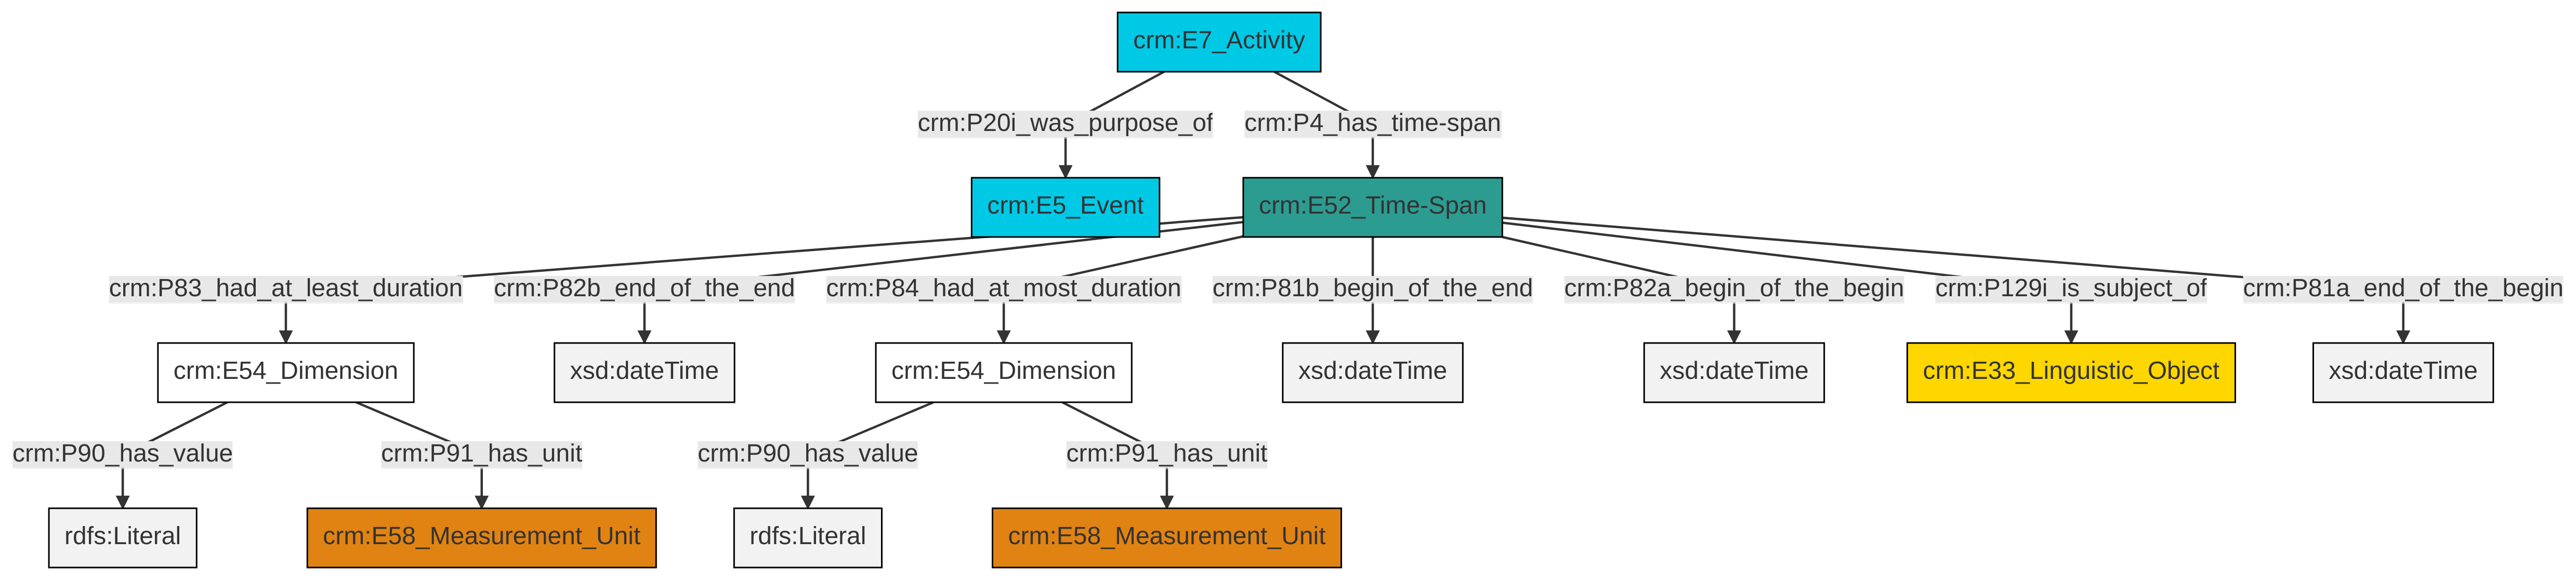 crm:E7_Activity
crm:P20i_was_purpose_of
crm:P4_has_time-span
crm:E5_Event
crm:E52_Time-Span
crm:P83_had_at_least_duration
crm:P82b_end_of_the_end
crm:P84_had_at_most_duration
crm:P81b_begin_of_the_end
crm:P82a_begin_of_the_begin
crm:P129i_is_subject_of
crm:P81a_end_of_the_begin
crm:E54_Dimension
xsd:dateTime
crm:E54_Dimension
xsd:dateTime
xsd:dateTime
crm:E33_Linguistic_Object
xsd:dateTime
crm:P90_has_value
crm:P91_has_unit
crm:P90_has_value
crm:P91_has_unit
rdfs:Literal
crm:E58_Measurement_Unit
rdfs:Literal
crm:E58_Measurement_Unit